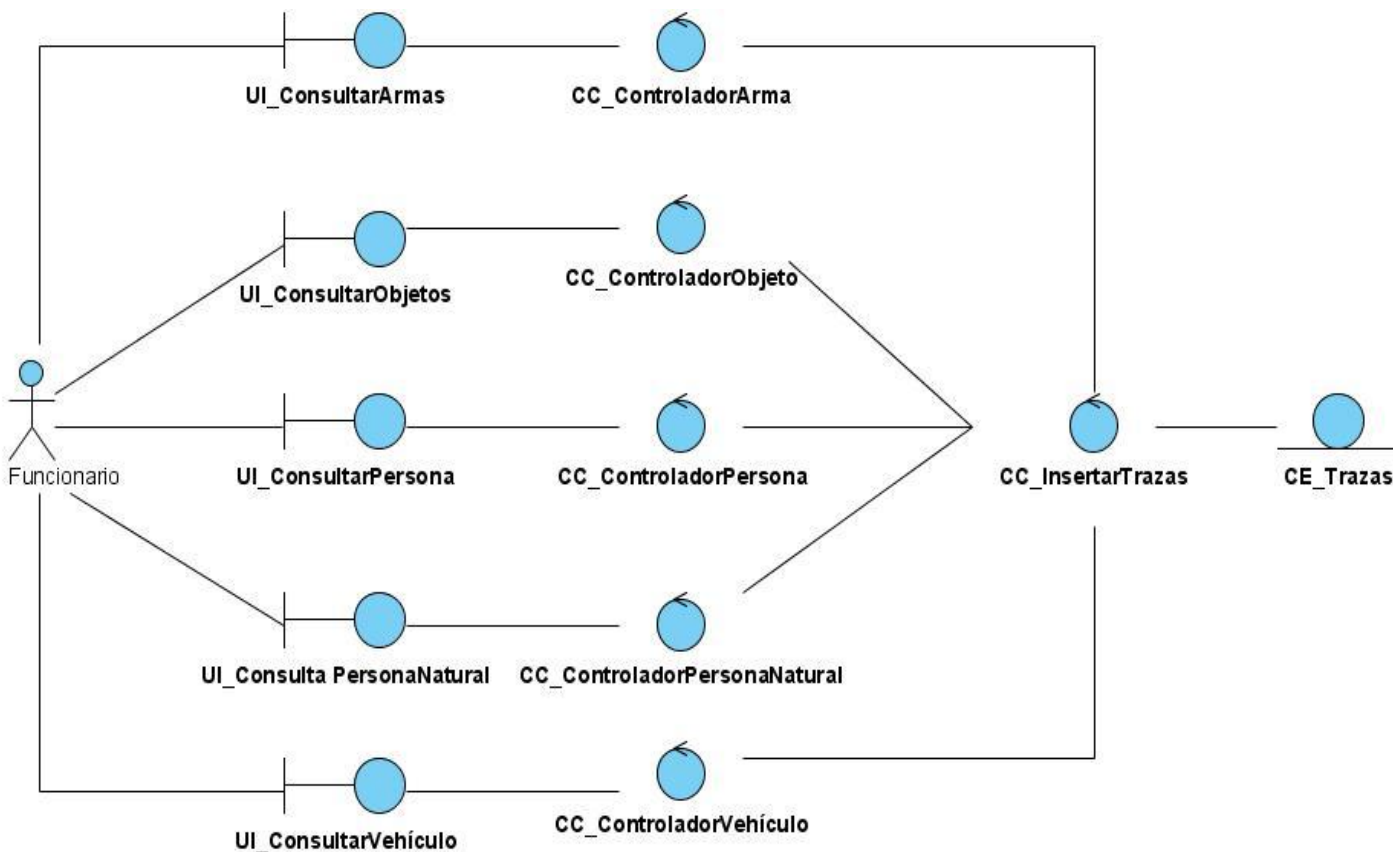 UI_ConsultarArmas
CC_ControladorArma
UI_ConsultarObjetos
CC_ControladorObjeto
Funcionario
UI_ConsultarPersona
CC_ControladorPersona
CC_InsertarTrazas
CE_Trazas
UI_Consulta PersonaNatural
CC_ControladorPersonaNatural
UI_ConsultarVehículo
CC_ControladorVehículo